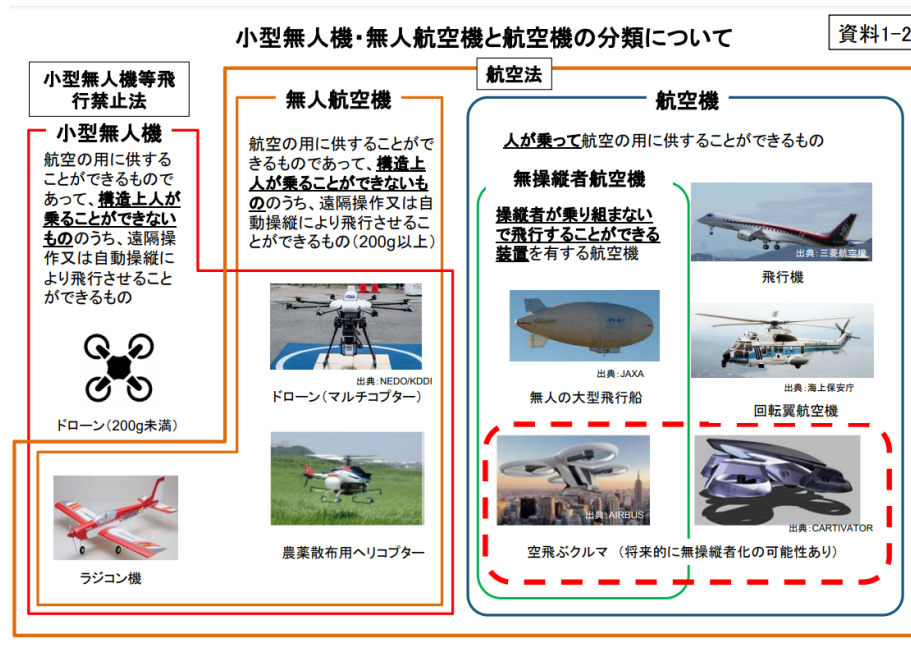 小型無人機・無人航空機と航空機の分類について
資料1-2
小型無人機等飛
行禁止法
小型無人機
航空の用に供する
ことができるもので
あって、構造上人が
乗ることができない
もののうち、遠隔操
作又は自動操縦に
より飛行させること
ができるもの
ドローン(200g未満)
ラジコン機
航空法
無人航空機
航空の用に供することがで
きるものであって、構造上
人が乗ることができないも
ののうち、遠隔操作又は自
動操縦により飛行させるこ
とができるもの(200g以上)
出典:NEDO/KDDI
ドローン(マルチコプター)
農薬散布用ヘリコプター
航空機
人が乗って航空の用に供することができるもの
無操縦者航空機
操縦者が乗り組まない
で飛行することができる
装置を有する航空機
出典:JAXA
無人の大型飛行船
出典:三菱航空機
飛行機
出典:海上保安庁
回転翼航空機
出典:AIRBUS
出典:CARTIVATOR
空飛ぶクルマ (将来的に無操縦者化の可能性あり)